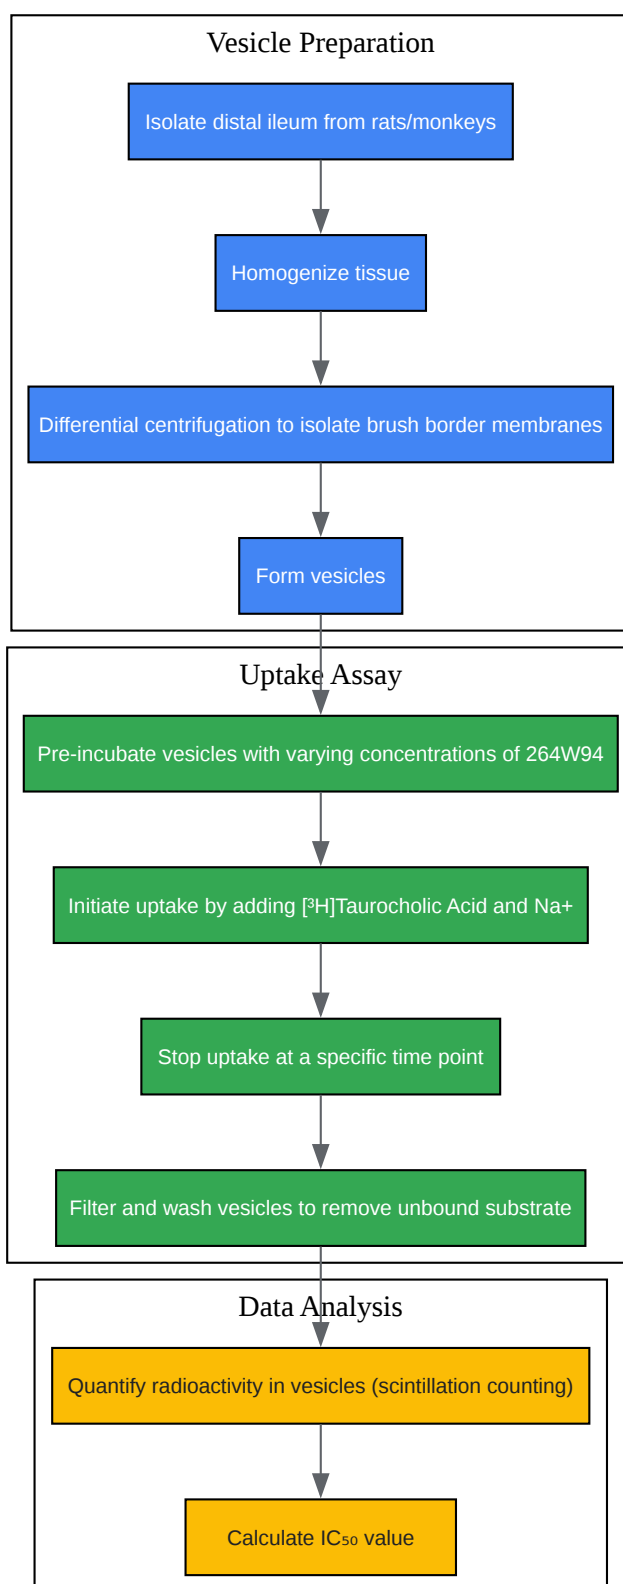 Vesicle Preparation
Isolate distal ileum from rats/monkeys
Homogenize tissue
Differential centrifugation to isolate brush border membranes
Form vesicles
Uptake Assay
Pre-incubate vesicles with varying concentrations of 264W94
Initiate uptake by adding [³H]Taurocholic Acid and Na+
Stop uptake at a specific time point
Filter and wash vesicles to remove unbound substrate
Data Analysis
Quantify radioactivity in vesicles (scintillation counting)
Calculate IC₅₀ value